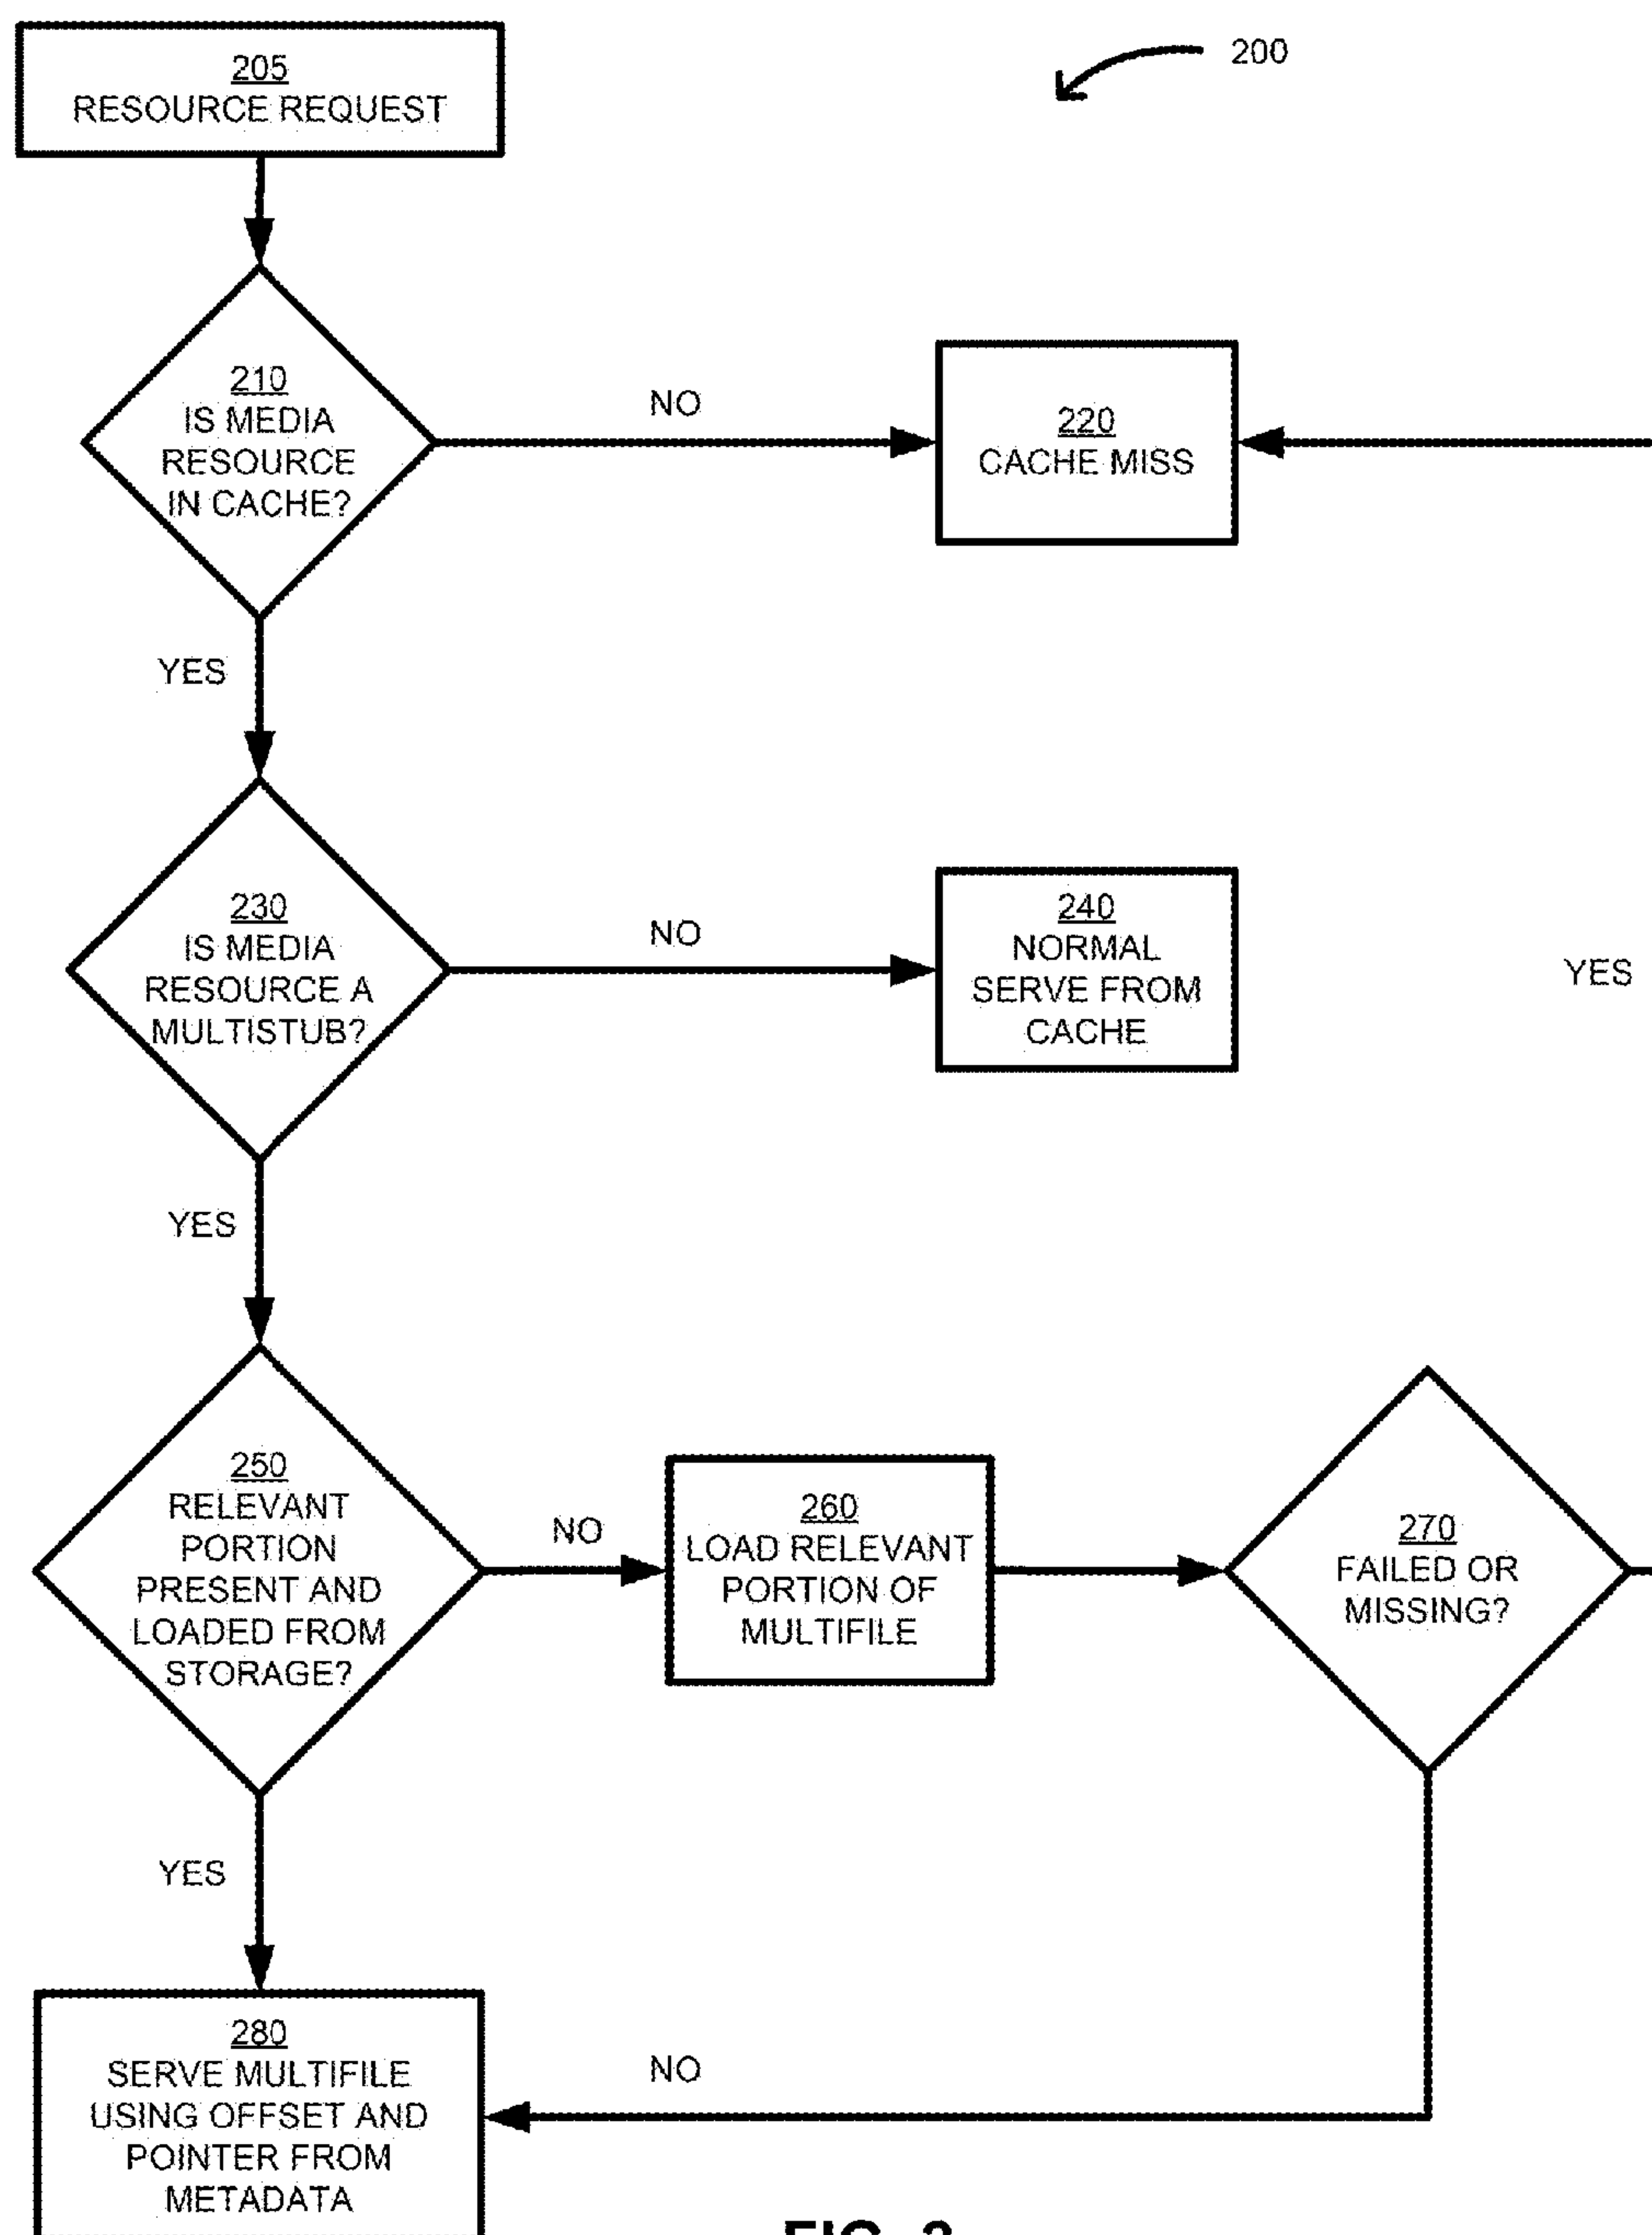 200
205
RESOURCE REQUEST
210
IS MEDIA
RESOURCE
IN CACHE?
NO
220
CACHE MISS
YES
230
IS MEDIA
RESOURCE A
MULTISTUB?
NO
240
NORMAL
SERVE FROM
CACHE
YES
YES
250
RELEVANT
PORTION
PRESENT AND
LOADED FROM
STORAGE?
NO
260
LOAD RELEVANT
PORTION OF
MULTIFILE
270
FAILED OR
MISSING?
YES
NO
280
SERVE MULTIFILE
USING OFFSET AND
POINTER FROM
METADATA
FIG.